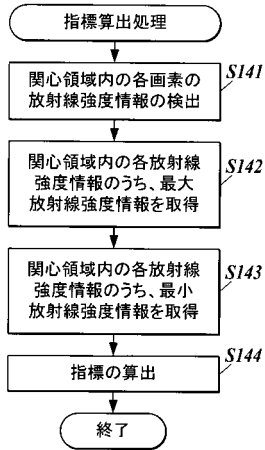 指標算出処理
S141
関心領域内の各画素の
放射線強度情報の検出
S142
関心領域内の各放射線
強度情報のうち、最大
放射線強度情報を取得
S143
関心領域内の各放射線
強度情報のうち、最小
放射線強度情報を取得
S144
指標の算出
終了